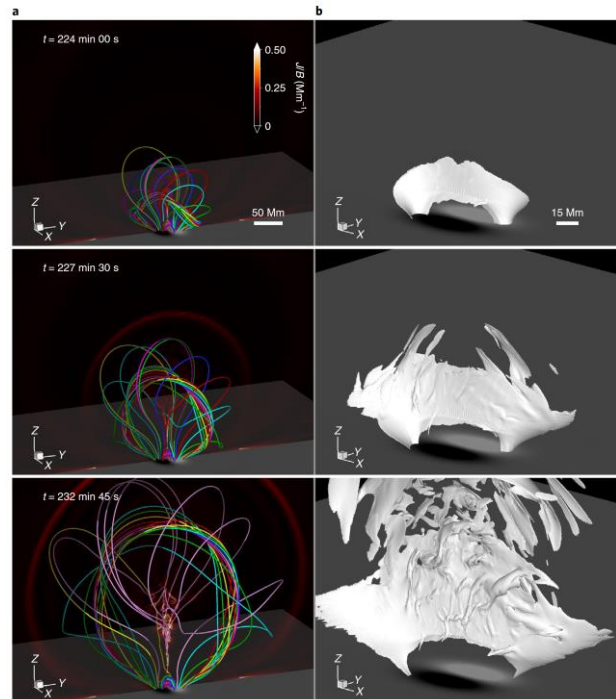 a
b
t = 224 min 00 s
0.50
0.25
0
J/B (Mm⁻¹)
Z
Y
X
50 Mm
Z
Y
X
15 Mm
t = 227 min 30 s
Z
Y
X
Z
Y
X
t = 232 min 45 s
Z
Y
X
Z
Y
X